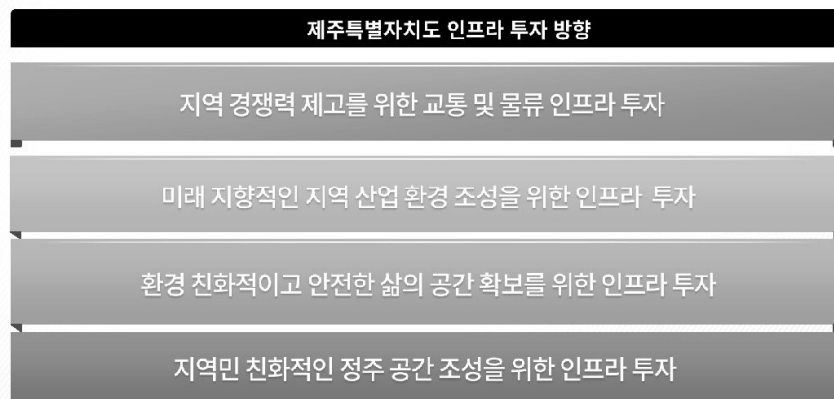 제주특별자치도 인프라 투자 방향
지역 경쟁력 제고를 위한 교통 및 물류 인프라 투자
미래 지향적인 지역 산업 환경 조성을 위한 인프라 투자
환경 친화적이고 안전한 삶의 공간 확보를 위한 인프라 투자
지역민 친화적인 정주 공간 조성을 위한 인프라 투자